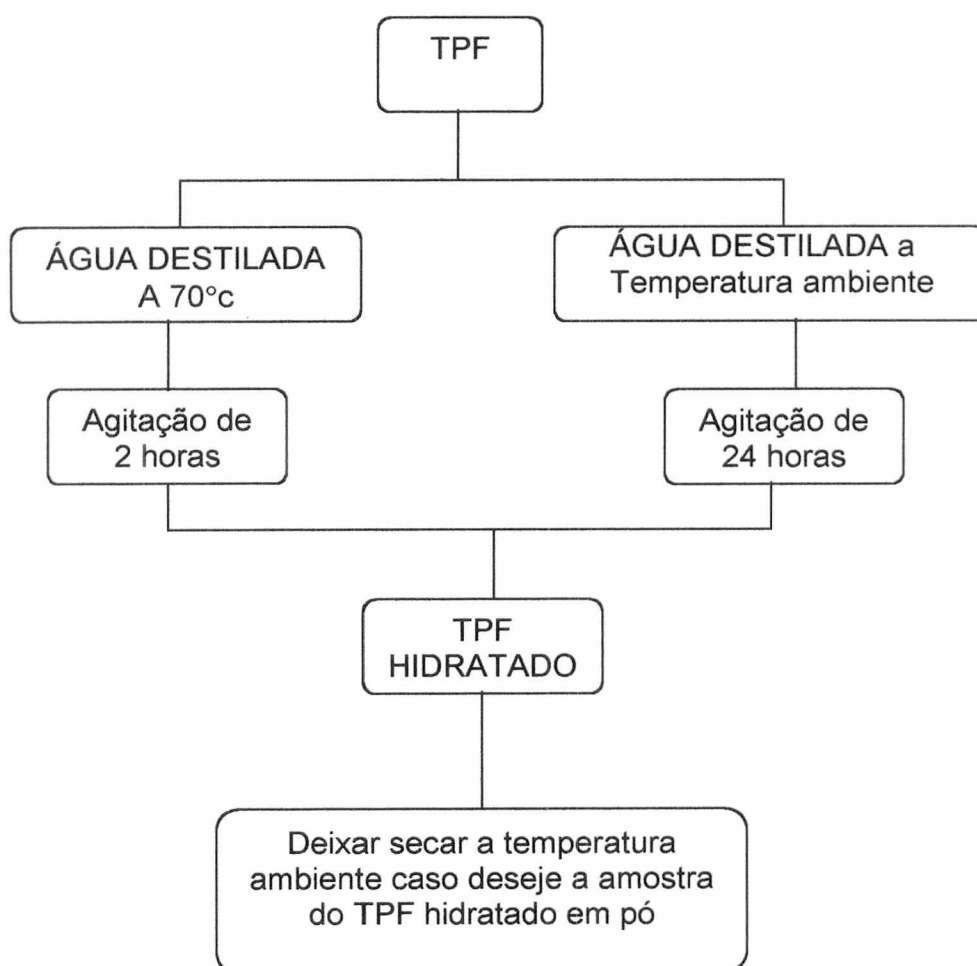 TPF
ÁGUA DESTILADA
A 70°c
ÁGUA DESTILADA a
Temperatura ambiente
Agitação de
2 horas
Agitação de
24 horas
TPF
HIDRATADO
Deixar secar a temperatura
ambiente caso deseje a amostra
do TPF hidratado em pó